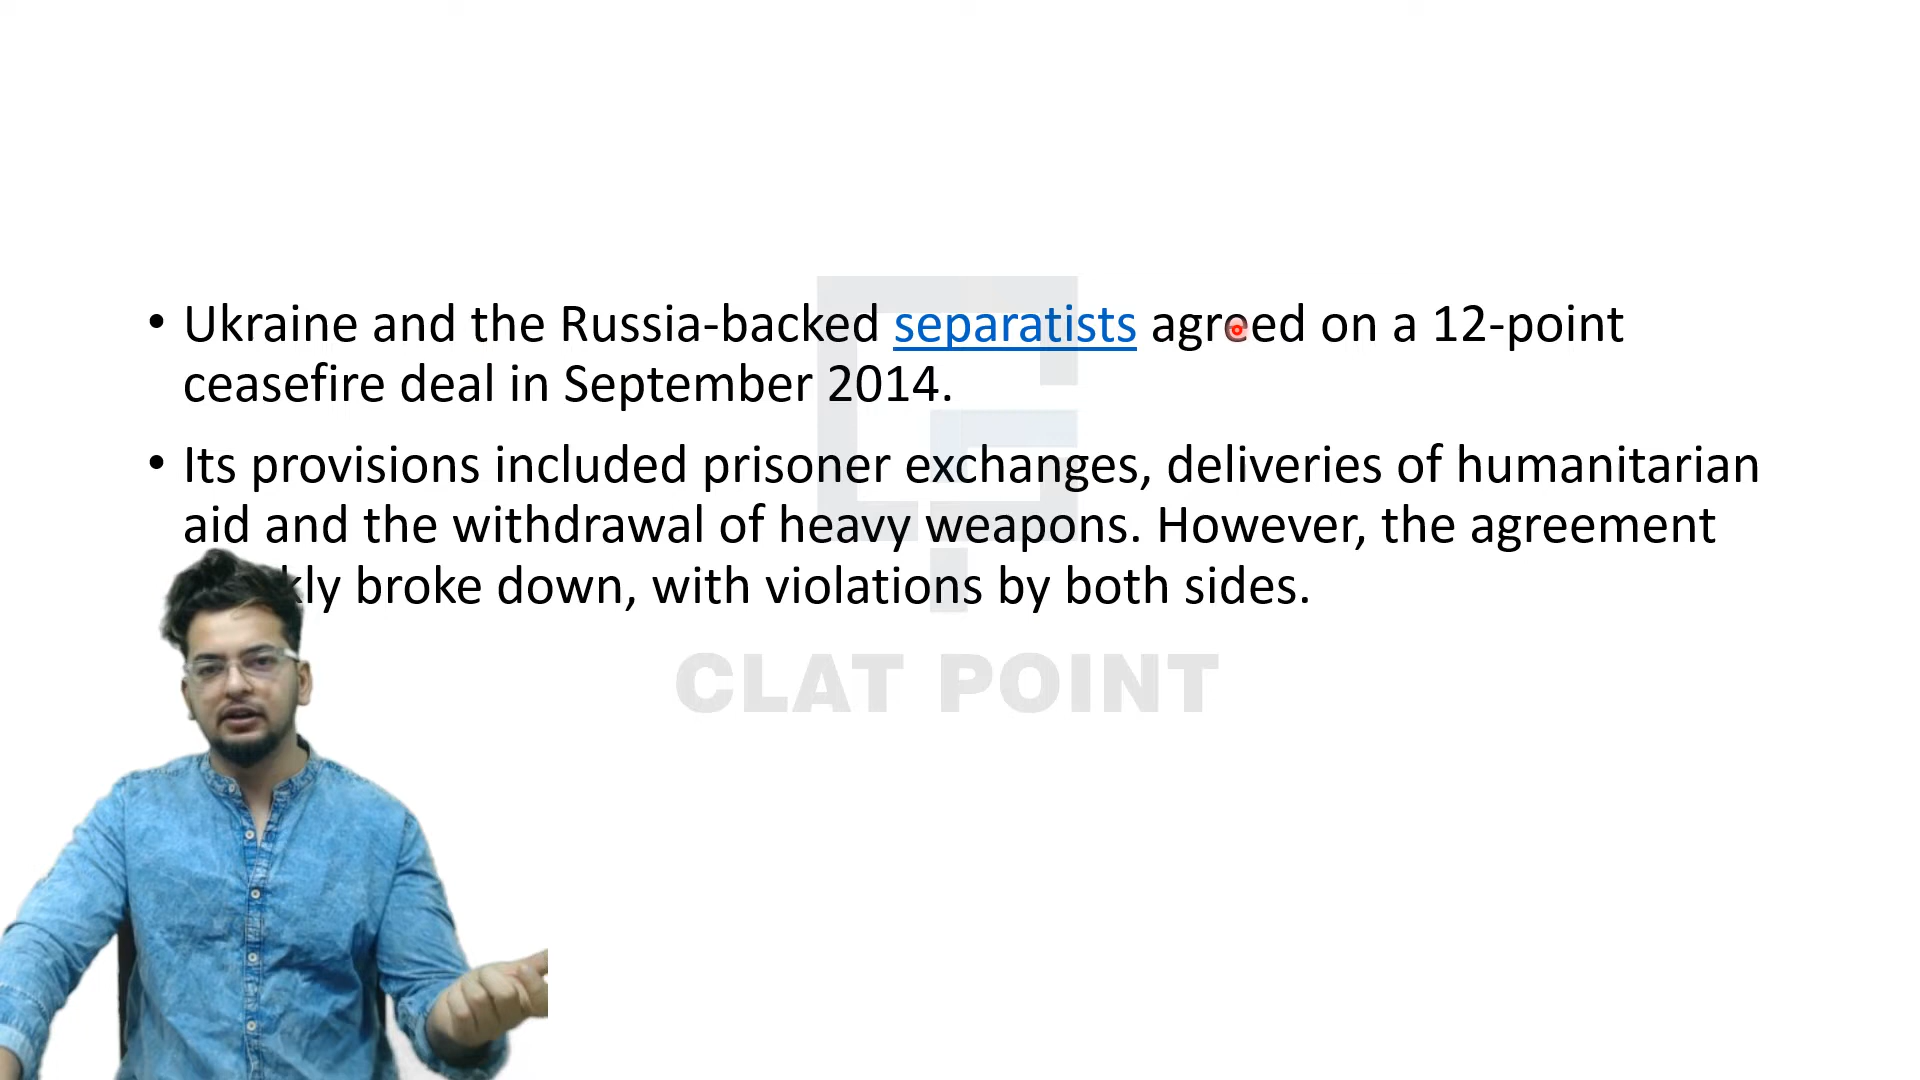 • Ukraine and the Russia-backed separatists agreed on a 12-point
ceasefire deal in September 2014.
• Its provisions included prisoner exchanges, deliveries of humanitarian
aid and the withdrawal of heavy weapons. However, the agreement
broke down, with violations by both sides.
CLAT POINT